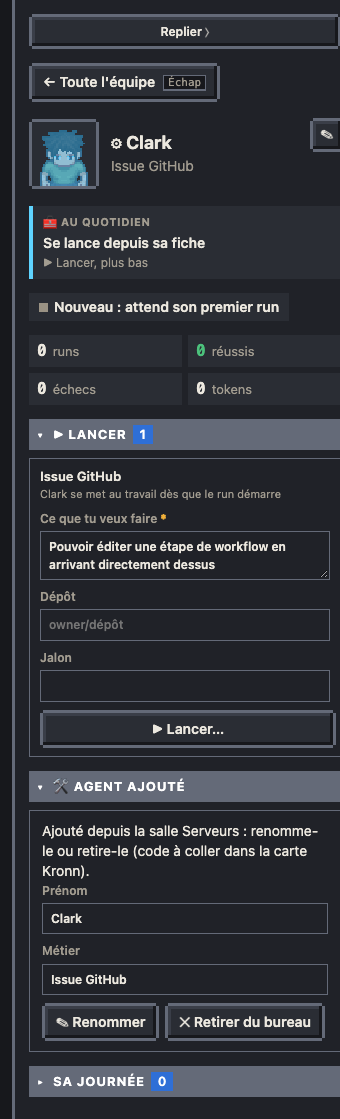 Replier ›
← Toute l'équipe Échap
Clark
Issue GitHub
AU QUOTIDIEN
Se lance depuis sa fiche
▶ Lancer, plus bas
Nouveau : attend son premier run
0 runs
0 réussis
0 échecs
0 tokens
▶ LANCER 1
Issue GitHub
Clark se met au travail dès que le run démarre
Ce que tu veux faire *
Pouvoir éditer une étape de workflow en
arrivant directement dessus
Dépôt
owner/dépôt
Jalon
▶ Lancer...
AGENT AJOUTÉ
Ajouté depuis la salle Serveurs : renomme-
le ou retire-le (code à coller dans la carte
Kronn).
Prénom
Clark
Métier
Issue GitHub
✎ Renommer
✕ Retirer du bureau
SA JOURNÉE 0